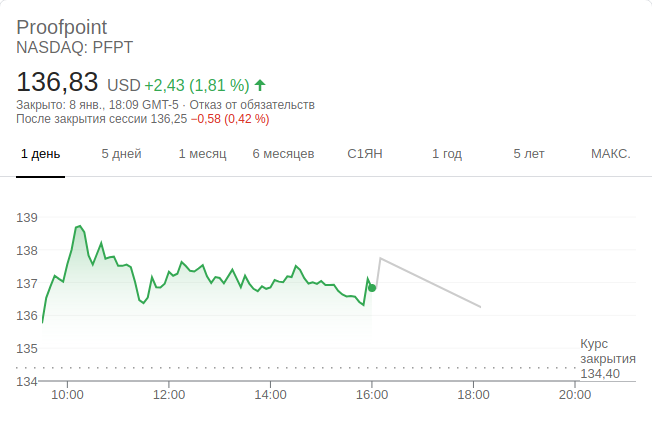 Proofpoint
NASDAQ: PFPT
136,83 USD +2,43 (1,81 %)
Закрыто: 8 янв., 18:09 GMT-5 · Отказ от обязательств
После закрытия сессии 136,25 −0,58 (0,42 %)
1 день 5 дней 1 месяц 6 месяцев С1ЯН 1 год 5 лет МАКС.
139
138
137
136
135
134
Курс
закрытия
134,40
10:00 12:00 14:00 16:00 18:00 20:00